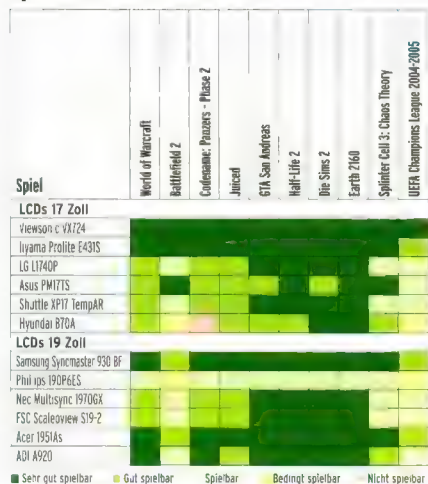 Spiel
World of Warcraft
Battlefield 2
Codename: Panzers - Phase 2
Juiced
GTA San Andreas
Half-Life 2
Die Sims 2
Earth 2160
Splinter Cell 3: Chaos Theory
UEFA Champions League 2004-2005
LCDs 17 Zoll
Viewsonic VX724
Iiyama Prolite E431S
LG L1740P
Asus PM17TS
Shuttle XP17 TempAR
Hyundai B70A
LCDs 19 Zoll
Samsung Syncmaster 930 BF
Philips 190P6ES
Nec Multisync 1970GX
FSC Scaleoview S19-2
Acer 1951As
AOI A920
Sehr gut spielbar
Gut spielbar
Spielbar
Bedingt spielbar
Nicht spielbar